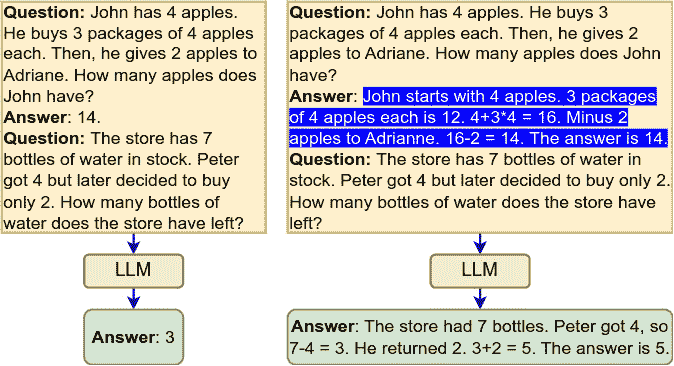 Question: John has 4 apples.
He buys 3 packages of 4 apples
each. Then, he gives 2 apples to
Adriane. How many apples does
John have?
Answer: 14.
Question: The store has 7
bottles of water in stock. Peter
got 4 but later decided to buy
only 2. How many bottles of
water does the store have left?
LLM
Answer: 3
Question: John has 4 apples. He buys 3
packages of 4 apples each. Then, he gives 2
apples to Adriane. How many apples does John
have?
Answer: John starts with 4 apples. 3 packages
of 4 apples each is 12. 4+3*4 = 16. Minus 2
apples to Adrianne. 16-2 = 14. The answer is 14.
Question: The store has 7 bottles of water in
stock. Peter got 4 but later decided to buy only 2.
How many bottles of water does the store have
left?
LLM
Answer: The store had 7 bottles. Peter got 4, so
7-4 = 3. He returned 2. 3+2 = 5. The answer is 5.